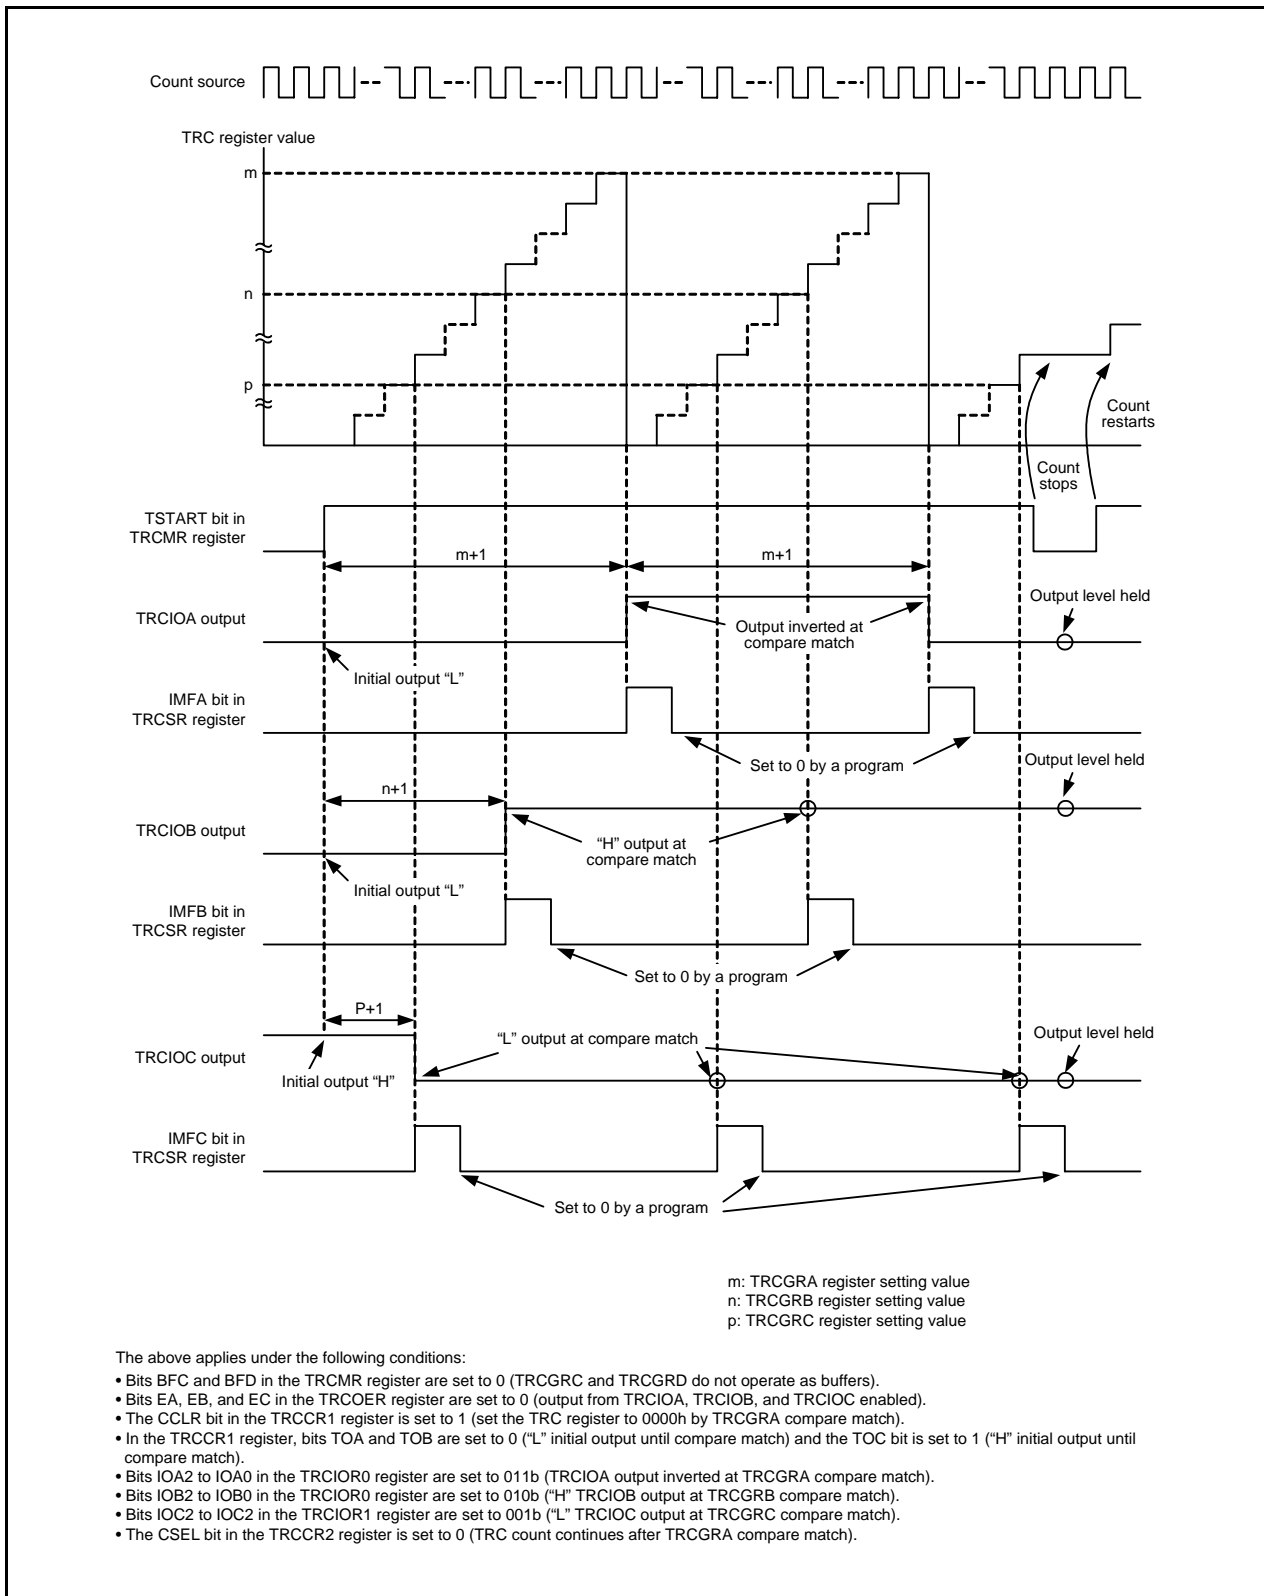 Count source
TRC register value
m
n
p
Count
restarts
Count
stops
TSTART bit in
TRCMR register
m+1
m+1
Output level held
TRCIOA output
Output inverted at
compare match
Initial output “L”
IMFA bit in
TRCSR register
Set to 0 by a program
Output level held
n+1
TRCIOB output
“H” output at
compare match
Initial output “L”
IMFB bit in
TRCSR register
Set to 0 by a program
P+1
“L” output at compare match
Output level held
TRCIOC output
Initial output “H”
IMFC bit in
TRCSR register
Set to 0 by a program
m: TRCGRA register setting value
n: TRCGRB register setting value
p: TRCGRC register setting value
The above applies under the following conditions:
• Bits BFC and BFD in the TRCMR register are set to 0 (TRCGRC and TRCGRD do not operate as buffers).
• Bits EA, EB, and EC in the TRCOER register are set to 0 (output from TRCIOA, TRCIOB, and TRCIOC enabled).
• The CCLR bit in the TRCCR1 register is set to 1 (set the TRC register to 0000h by TRCGRA compare match).
• In the TRCCR1 register, bits TOA and TOB are set to 0 (“L” initial output until compare match) and the TOC bit is set to 1 (“H” initial output until
compare match).
• Bits IOA2 to IOA0 in the TRCIOR0 register are set to 011b (TRCIOA output inverted at TRCGRA compare match).
• Bits IOB2 to IOB0 in the TRCIOR0 register are set to 010b (“H” TRCIOB output at TRCGRB compare match).
• Bits IOC2 to IOC2 in the TRCIOR1 register are set to 001b (“L” TRCIOC output at TRCGRC compare match).
• The CSEL bit in the TRCCR2 register is set to 0 (TRC count continues after TRCGRA compare match).